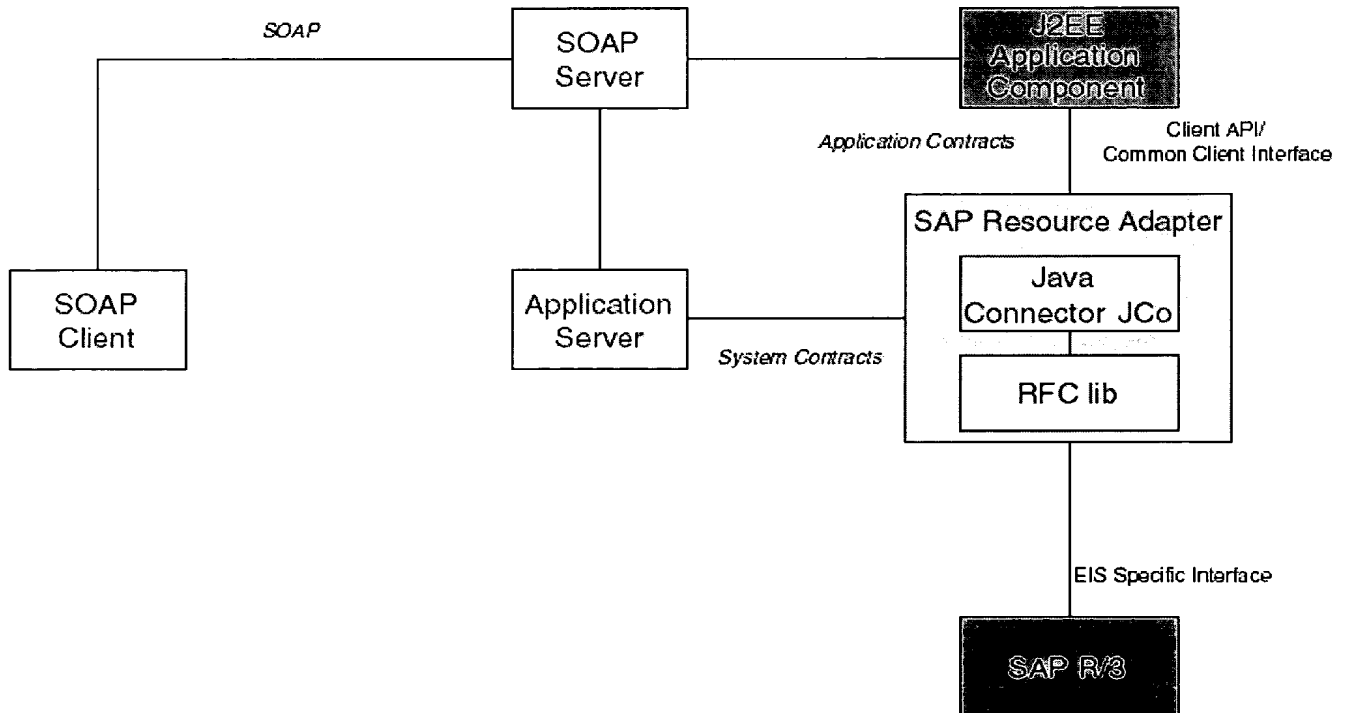 SOAP
SOAP
Server
J2EE
Application
Component
Application Contracts
Client API/
Common Client Interface
SAP Resource Adapter
Java
Connector JCo
RFC lib
SOAP
Client
Application
Server
System Contracts
EIS Specific Interface
SAP R/3